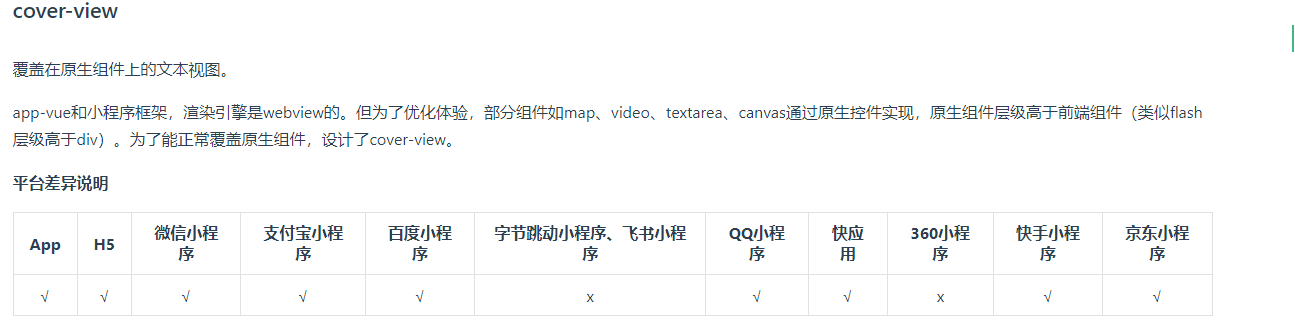 cover-view
覆盖在原生组件上的文本视图。
app-vue和小程序框架，渲染引擎是webview的。但为了优化体验，部分组件如map、video、textarea、canvas通过原生控件实现，原生组件层级高于前端组件（类似flash
层级高于div）。为了能正常覆盖原生组件，设计了cover-view。
平台差异说明
App H5 微信小程序 支付宝小程序 百度小程序 字节跳动小程序、飞书小程序 QQ小程序 快应用 360小程序 快手小程序 京东小程序
√ √ √ √ √ x √ √ x √ √